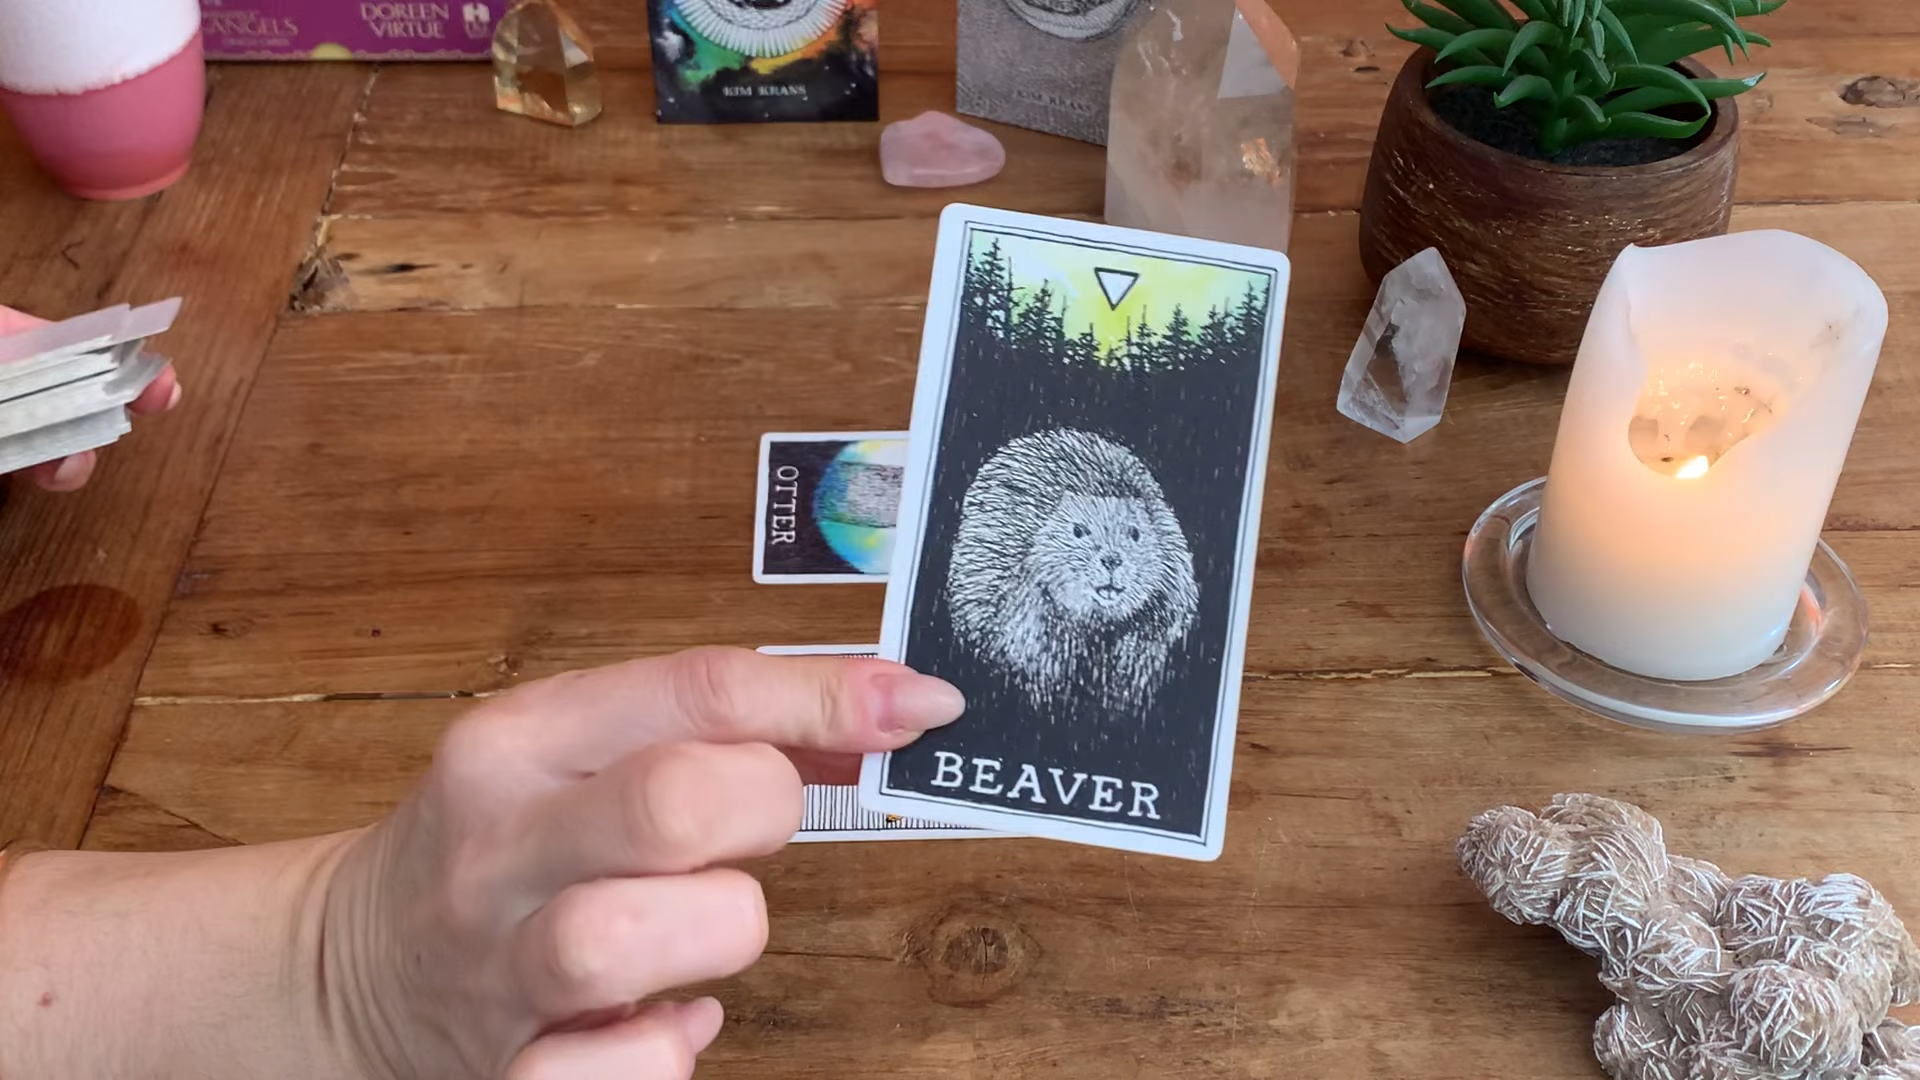 ANGELS
DOREEN
VIRTUE
KIM KRANS
KIM KRANS
OTTER
BEAVER